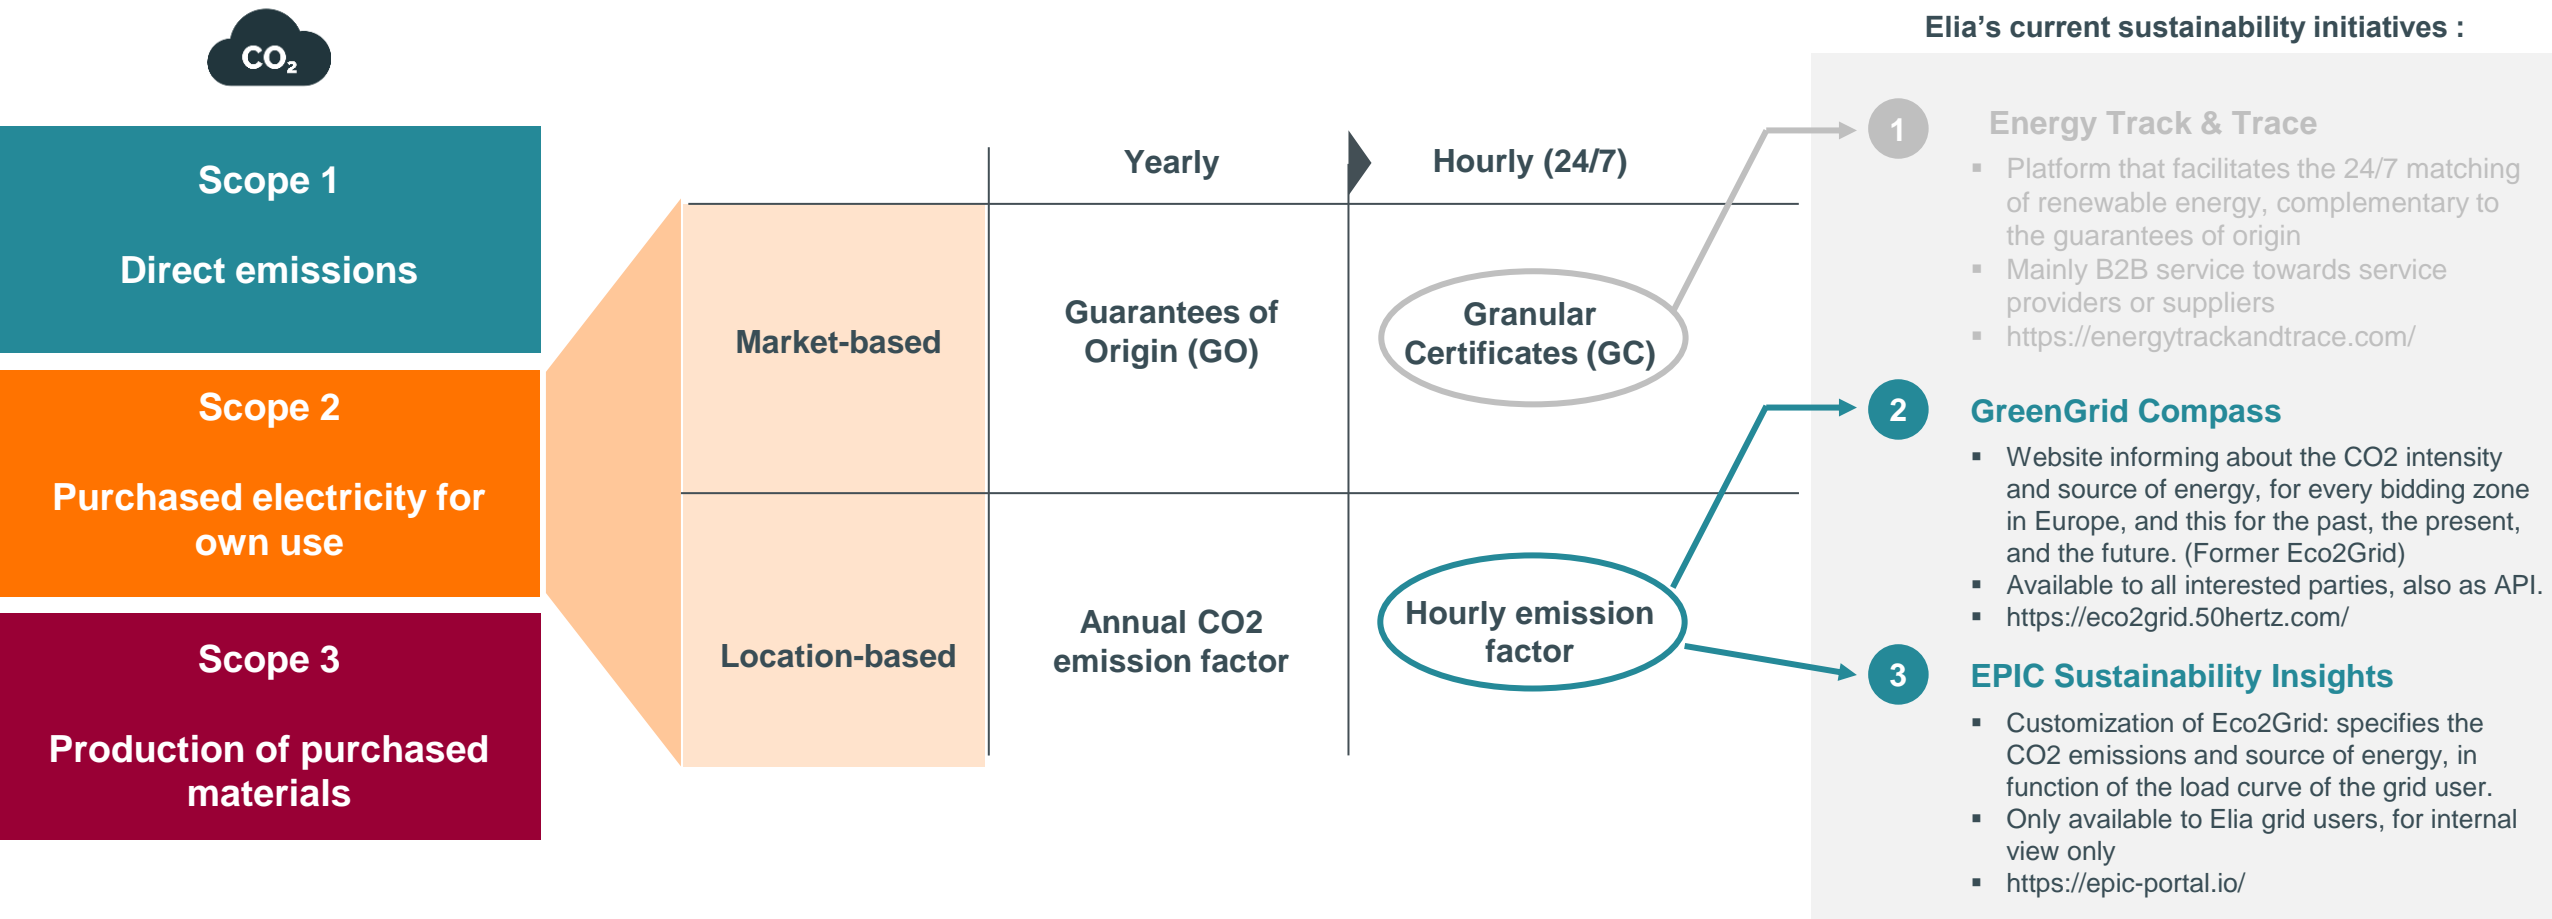 CO₂
Scope 1
Direct emissions
Scope 2
Purchased electricity for
own use
Scope 3
Production of purchased
materials
Yearly
Hourly (24/7)
Market-based
Guarantees of
Origin (GO)
Granular
Certificates (GC)
Location-based
Annual CO2
emission factor
Hourly emission
factor
Elia’s current sustainability initiatives :
1
Energy Track & Trace
▪ Platform that facilitates the 24/7 matching
of renewable energy, complementary to
the guarantees of origin
▪ Mainly B2B service towards service
providers or suppliers
▪ https://energytrackandtrace.com/
2
GreenGrid Compass
▪ Website informing about the CO2 intensity
and source of energy, for every bidding zone
in Europe, and this for the past, the present,
and the future. (Former Eco2Grid)
▪ Available to all interested parties, also as API.
▪ https://eco2grid.50hertz.com/
3
EPIC Sustainability Insights
▪ Customization of Eco2Grid: specifies the
CO2 emissions and source of energy, in
function of the load curve of the grid user.
▪ Only available to Elia grid users, for internal
view only
▪ https://epic-portal.io/